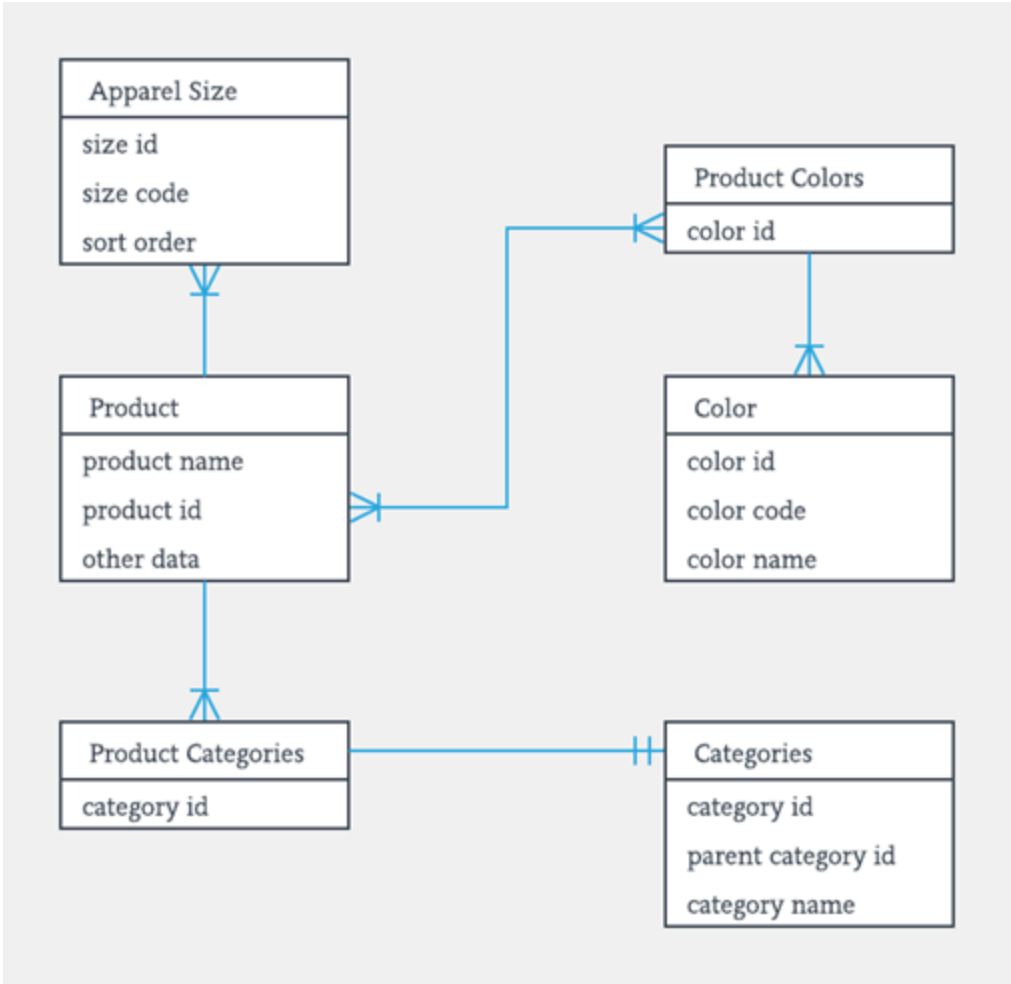 Apparel Size
size id
size code
sort order
Product Colors
color id
Product
product name
product id
other data
Color
color id
color code
color name
Product Categories
category id
Categories
category id
parent category id
category name